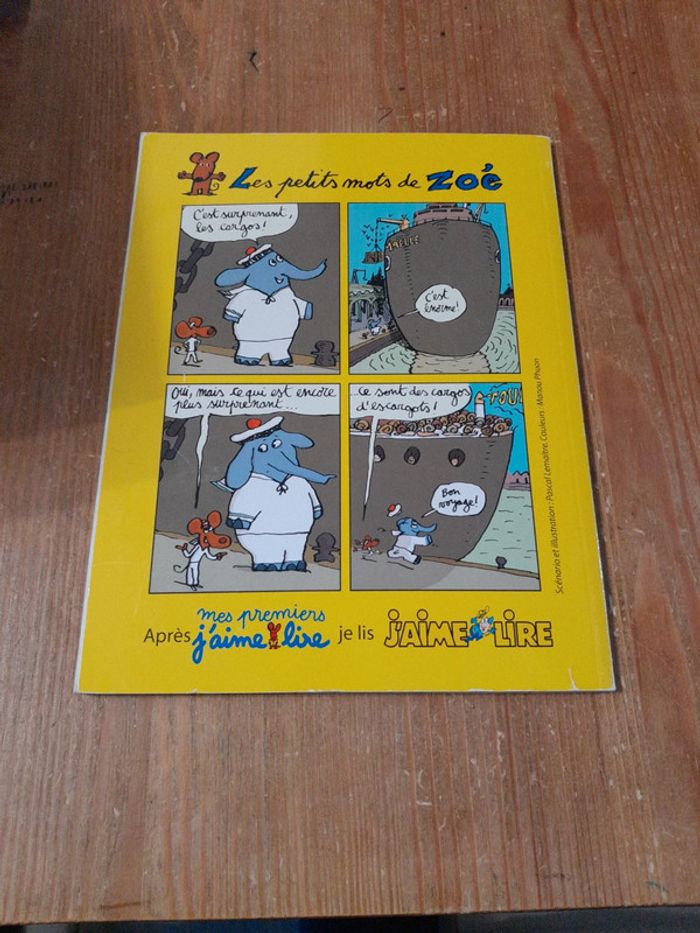 Les petits mots de zoé
C'est surprenant,
les cargos!
C'est
énorme!
Oui, mais ce qui est encore
plus surprenant...
...ce sont des cargos
d'escargots!
TOUL
Bon
voyage!
Scénario et illustration : Pascal Lemaître. Couleurs : Manou Phuon
Après mes premiers
j'aime lire je lis J'AIME LIRE